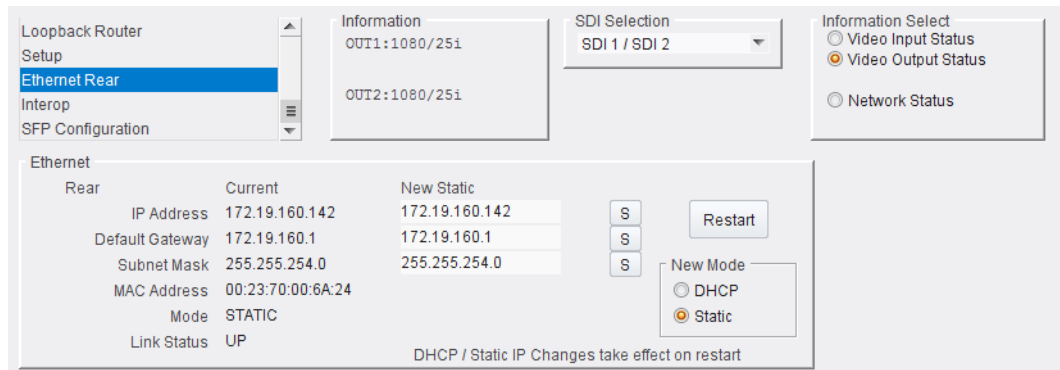 Loopback Router
Setup
Ethernet Rear
Interop
SFP Configuration
Information
OUT1:1080/25i
OUT2:1080/25i
SDI Selection
SDI 1 / SDI 2
Information Select
Video Input Status
Video Output Status
Network Status
Ethernet
Rear Current New Static
IP Address 172.19.160.142 172.19.160.142 S
Default Gateway 172.19.160.1 172.19.160.1 S
Subnet Mask 255.255.254.0 255.255.254.0 S
MAC Address 00:23:70:00:6A:24
Mode STATIC
Link Status UP
Restart
New Mode
DHCP
Static
DHCP / Static IP Changes take effect on restart